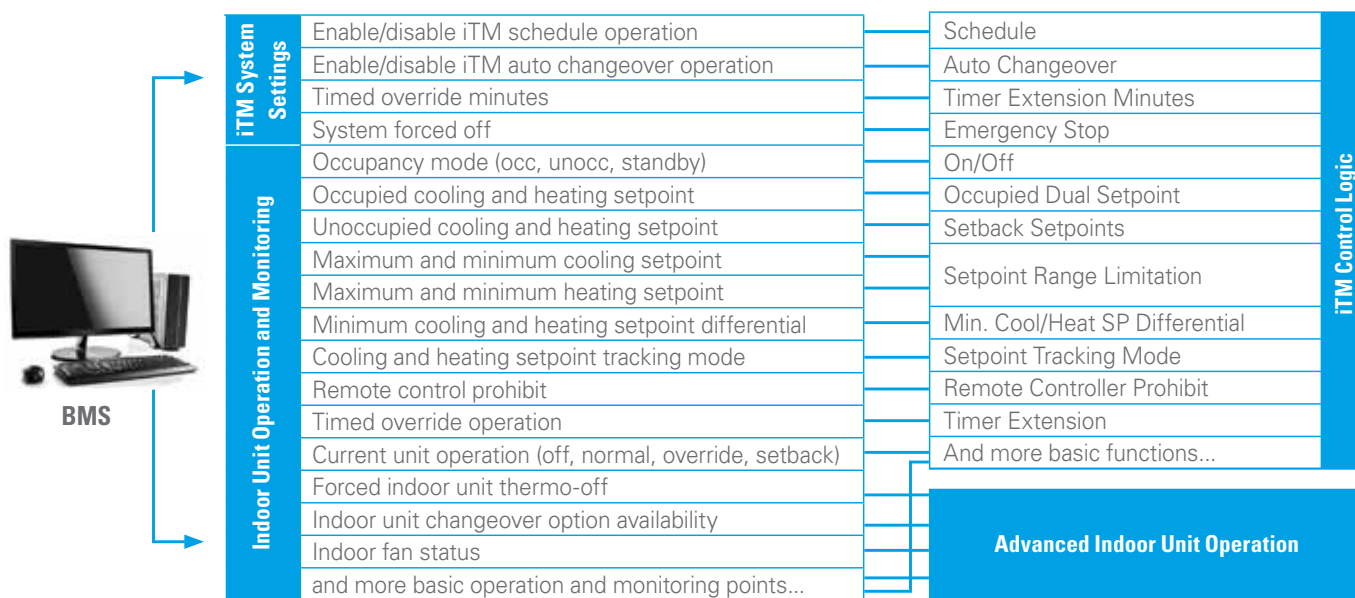 BMS
iTM System
Settings
Enable/disable iTM schedule operation
Enable/disable iTM auto changeover operation
Timed override minutes
System forced off
Indoor Unit Operation and Monitoring
Occupancy mode (occ, unocc, standby)
Occupied cooling and heating setpoint
Unoccupied cooling and heating setpoint
Maximum and minimum cooling setpoint
Maximum and minimum heating setpoint
Minimum cooling and heating setpoint differential
Cooling and heating setpoint tracking mode
Remote control prohibit
Timed override operation
Current unit operation (off, normal, override, setback)
Forced indoor unit thermo-off
Indoor unit changeover option availability
Indoor fan status
and more basic operation and monitoring points...
Schedule
Auto Changeover
Timer Extension Minutes
Emergency Stop
On/Off
Occupied Dual Setpoint
Setback Setpoints
Setpoint Range Limitation
Min. Cool/Heat SP Differential
Setpoint Tracking Mode
Remote Controller Prohibit
Timer Extension
And more basic functions...
iTM Control Logic
Advanced Indoor Unit Operation